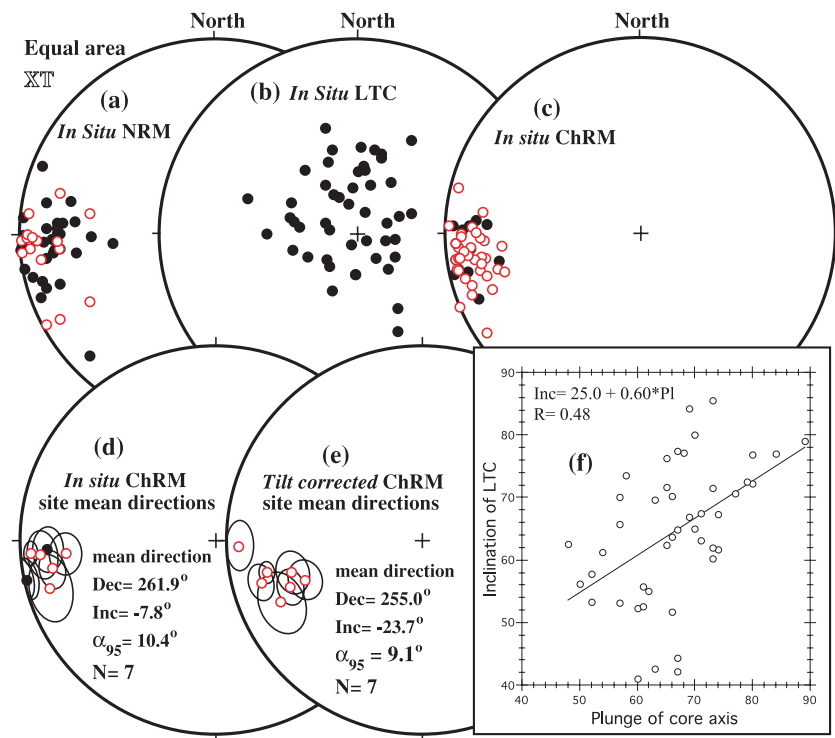 North
North
North
Equal area
XT
(a)
In Situ NRM
(b)
In Situ LTC
(c)
In situ ChRM
(d)
In situ ChRM
site mean directions
mean direction
Dec= 261.9°
Inc= -7.8°
α95= 10.4°
N= 7
(e)
Tilt corrected ChRM
site mean directions
mean direction
Dec= 255.0°
Inc= -23.7°
α95= 9.1°
N= 7
Inc= 25.0 + 0.60*Pl
R= 0.48
(f)
Inclination of LTC
90
80
70
60
50
40
40 50 60 70 80 90
Plunge of core axis